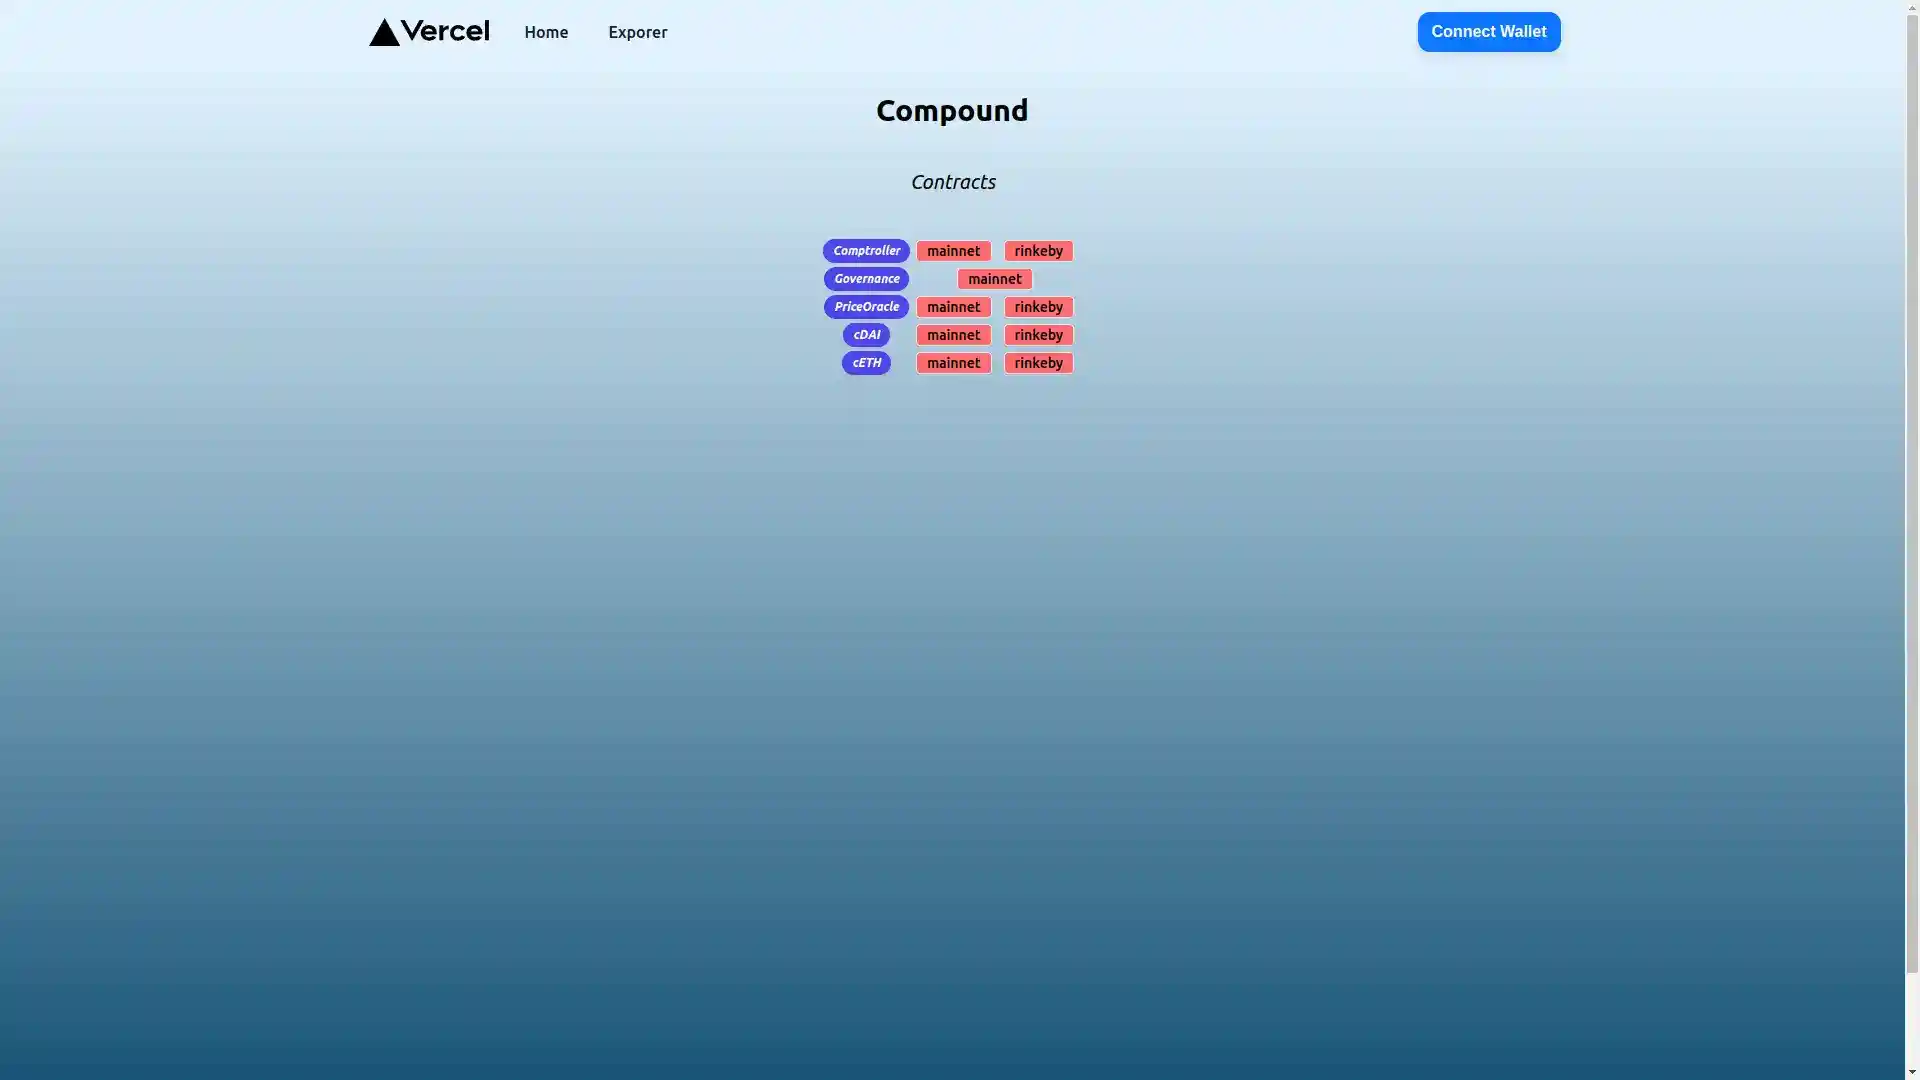 Vercel Home Exporer Connect Wallet
Compound
Contracts
Comptroller mainnet rinkeby
Governance mainnet
PriceOracle mainnet rinkeby
cDAI mainnet rinkeby
cETH mainnet rinkeby